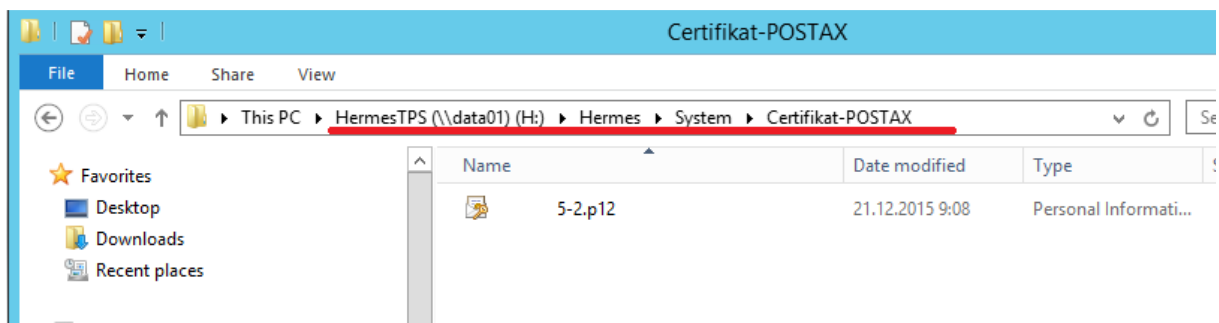 Certifikat-POSTAX
File Home Share View
This PC HermesTPS (\\data01) (H:) Hermes System Certifikat-POSTAX
Name Date modified Type
Favorites
5-2.p12 21.12.2015 9:08 Personal Informati...
Desktop
Downloads
Recent places